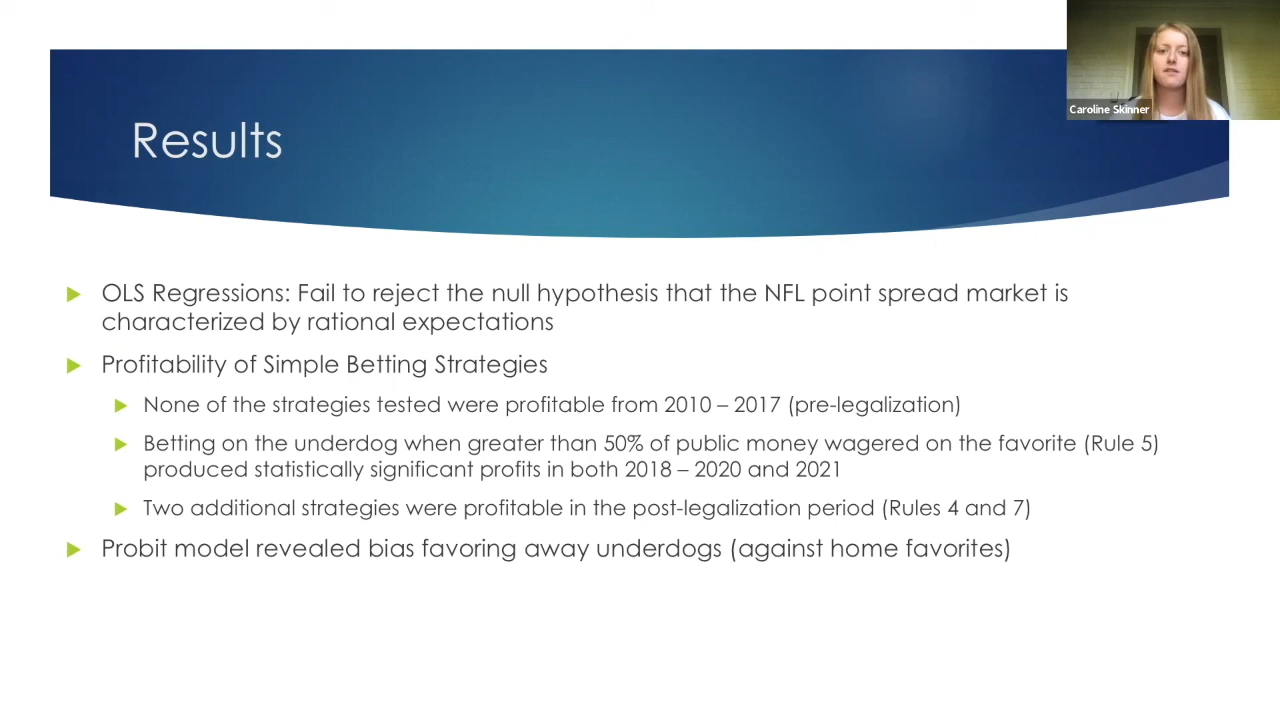 Caroline Skinner
Results
OLS Regressions: Fail to reject the null hypothesis that the NFL point spread market is
characterized by rational expectations
Profitability of Simple Betting Strategies
None of the strategies tested were profitable from 2010 – 2017 (pre-legalization)
Betting on the underdog when greater than 50% of public money wagered on the favorite (Rule 5)
produced statistically significant profits in both 2018 – 2020 and 2021
Two additional strategies were profitable in the post-legalization period (Rules 4 and 7)
Probit model revealed bias favoring away underdogs (against home favorites)